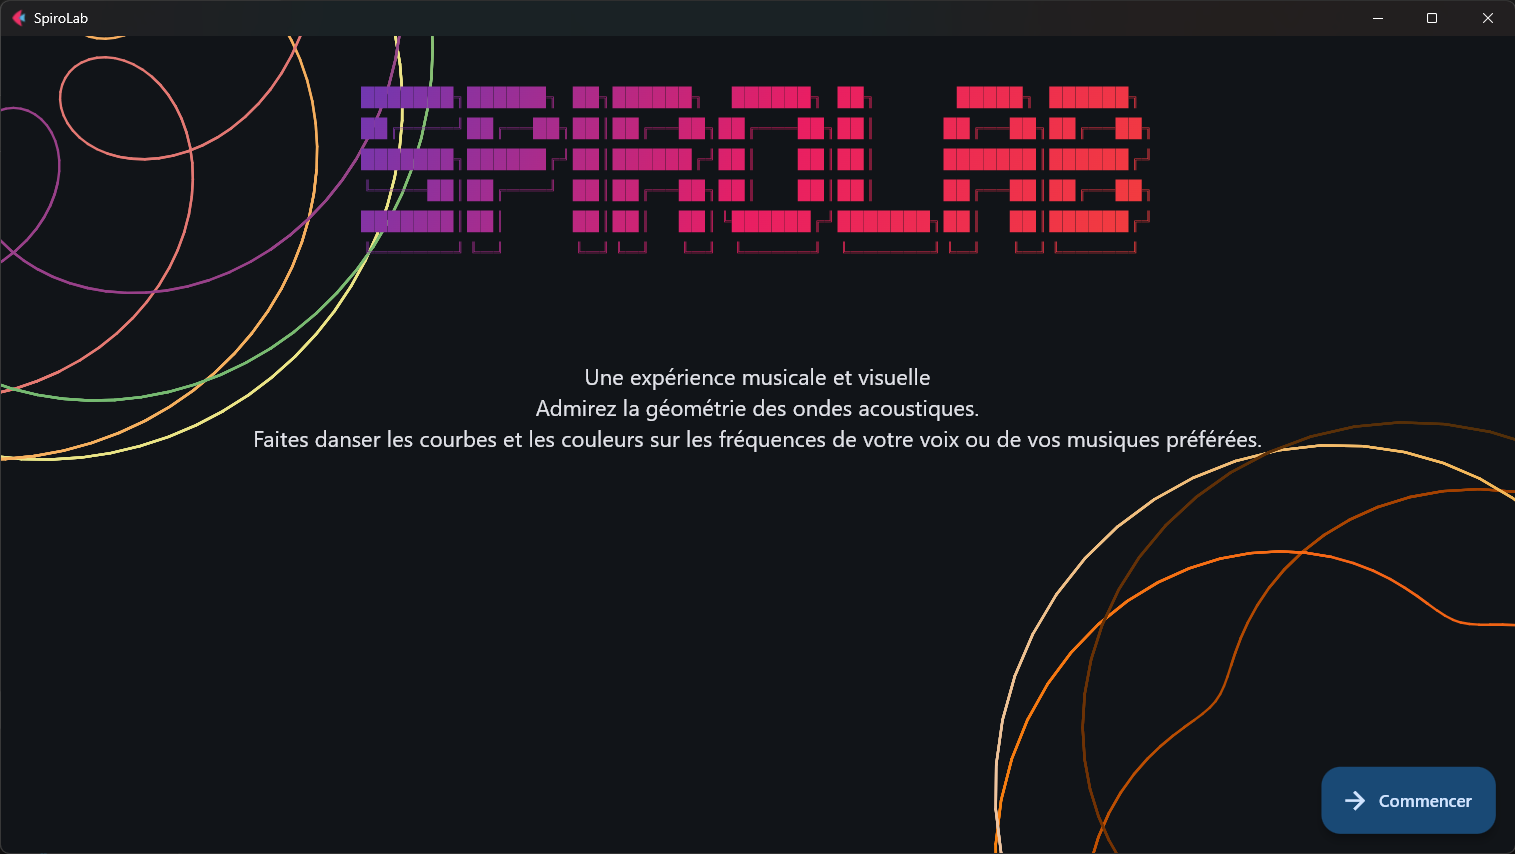 SpiroLab
SPIROLAB
Une expérience musicale et visuelle
Admirez la géométrie des ondes acoustiques.
Faites danser les courbes et les couleurs sur les fréquences de votre voix ou de vos musiques préférées.
Commencer